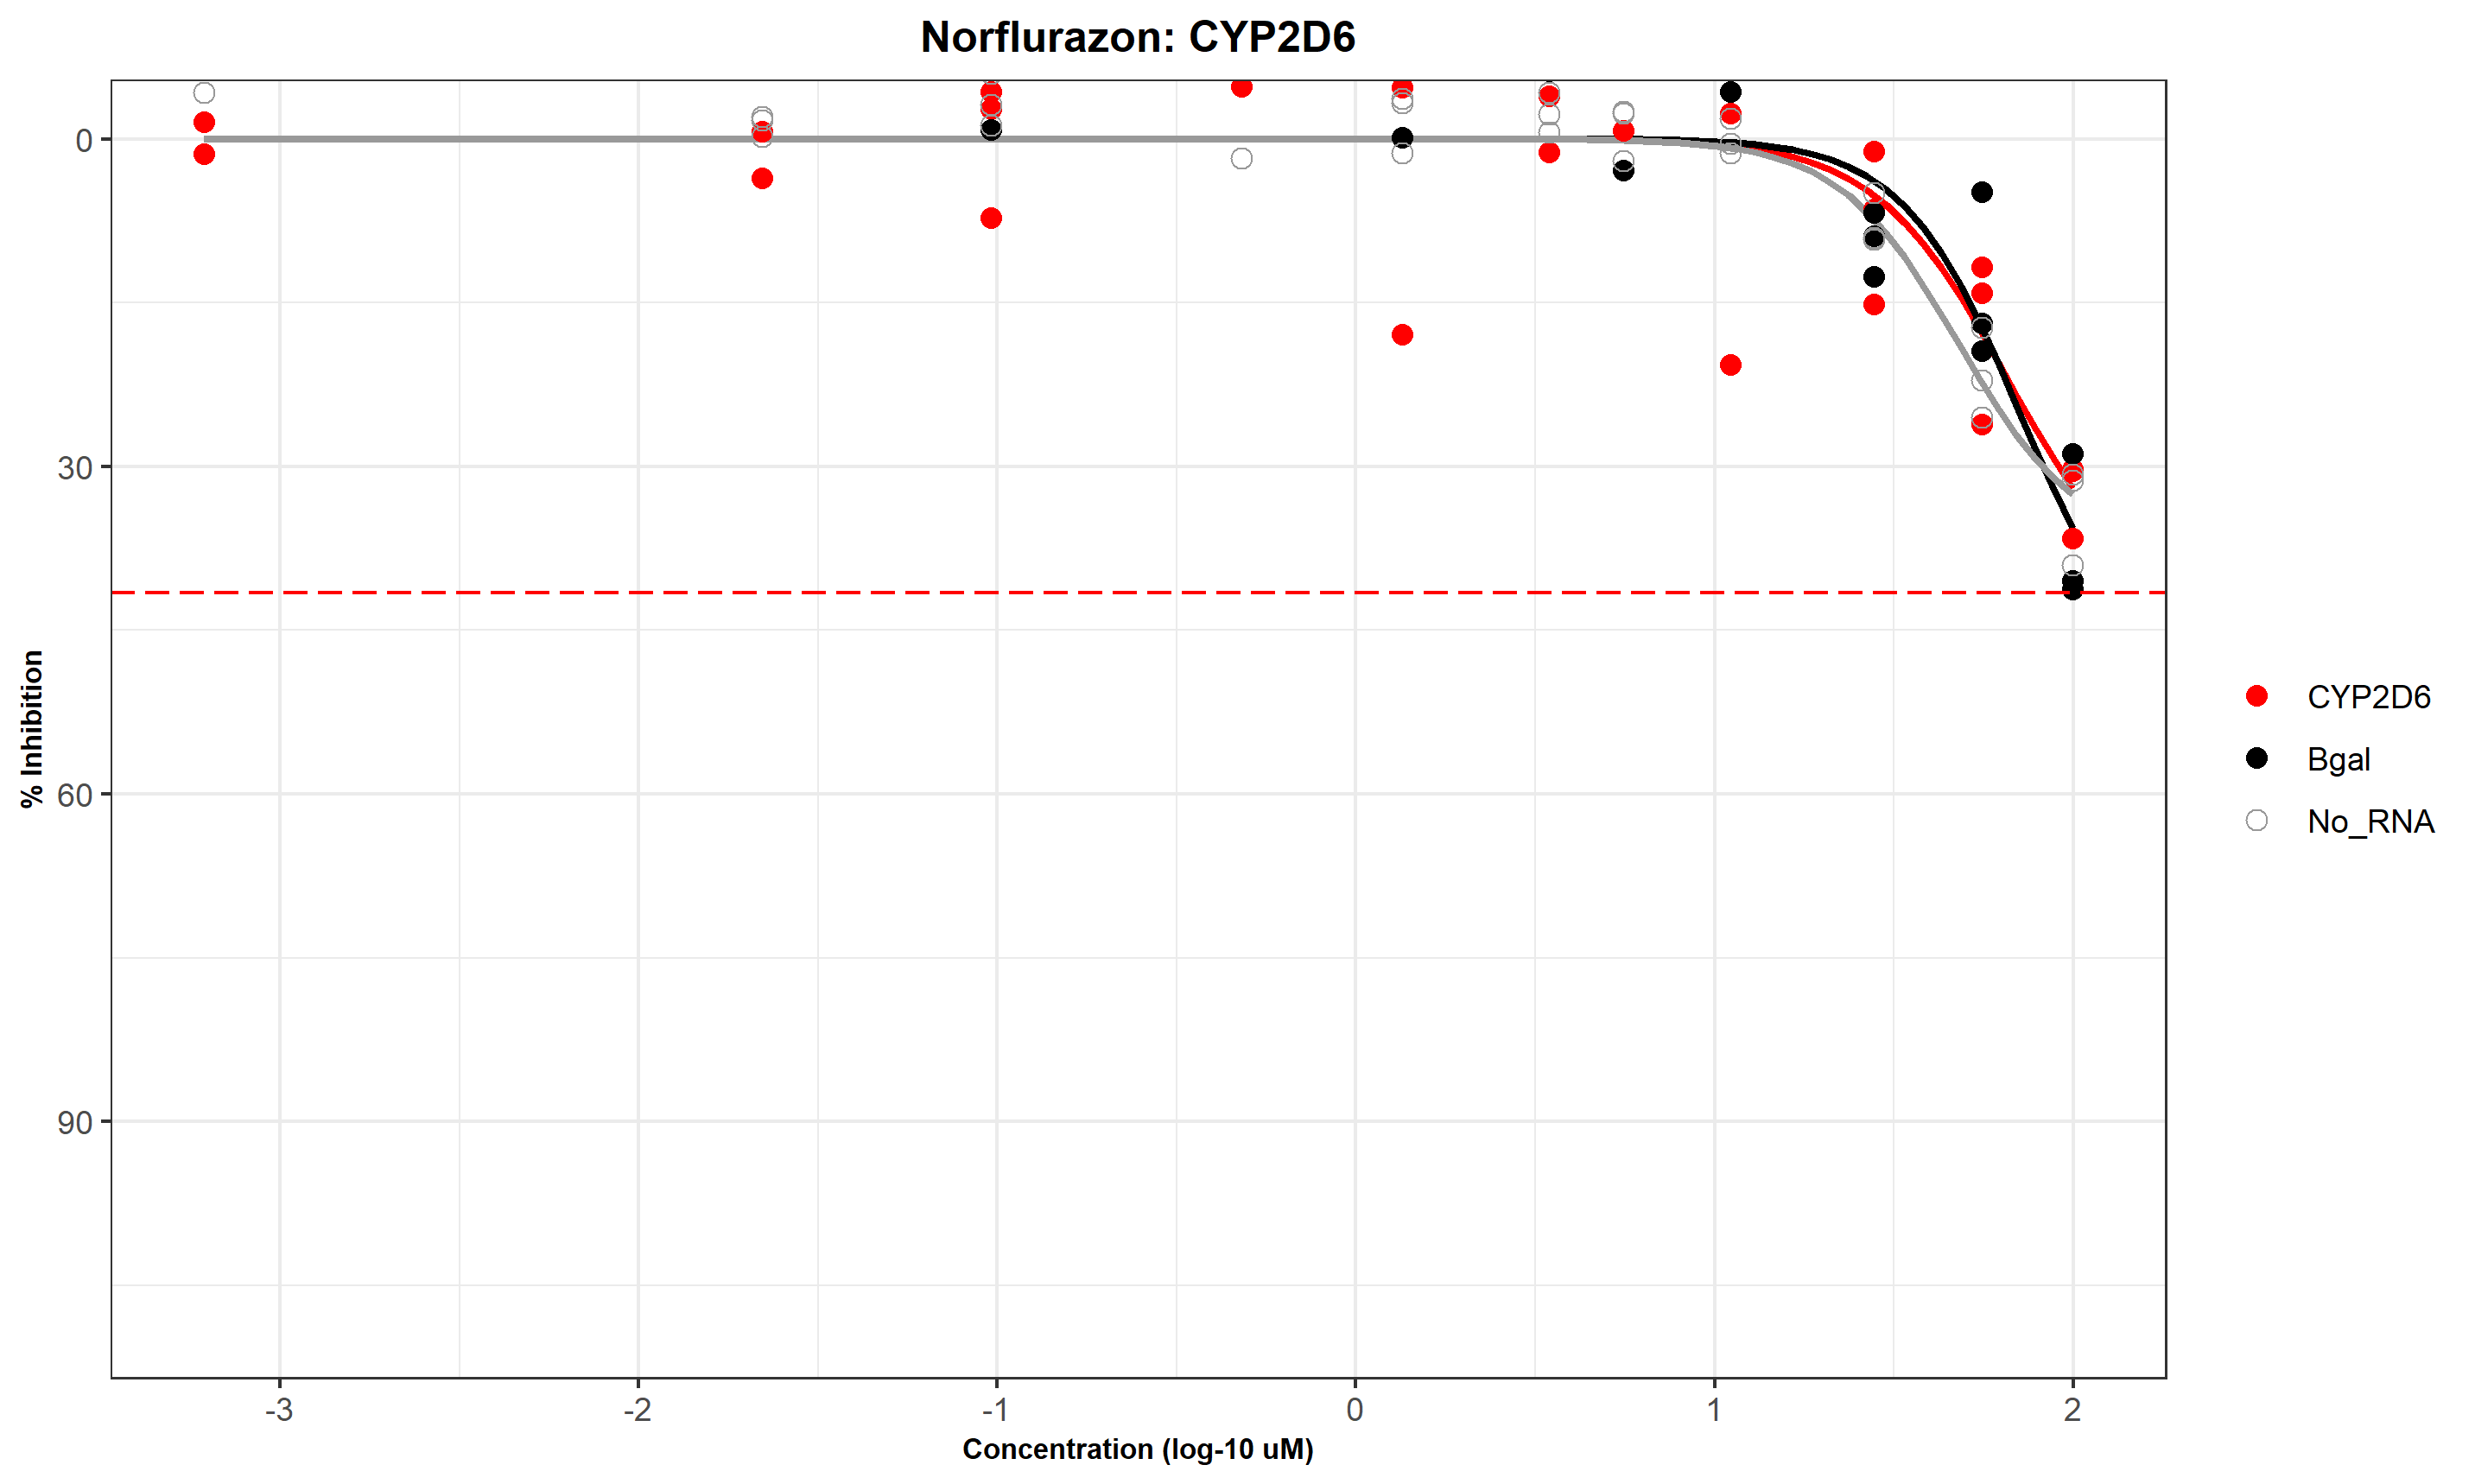 Norflurazon: CYP2D6
% Inhibition
0
30
60
90
-3
-2
-1
0
1
2
Concentration (log-10 uM)
CYP2D6
Bgal
No_RNA